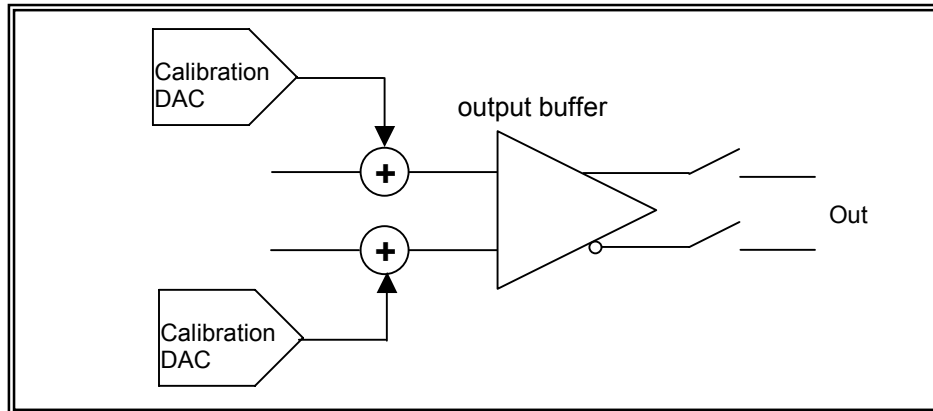 Calibration
DAC
output buffer
+
+
Out
Calibration
DAC